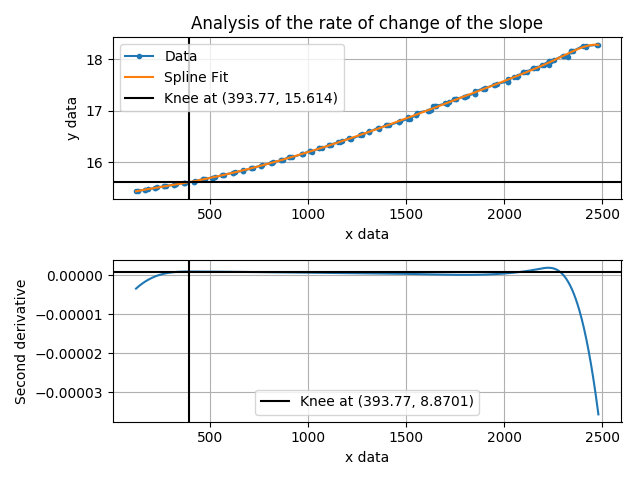 Analysis of the rate of change of the slope
18
17
16
y data
Data
Spline Fit
Knee at (393.77, 15.614)
500 1000 1500 2000 2500
x data
0.00000
−0.00001
−0.00002
−0.00003
Second derivative
Knee at (393.77, 8.8701)
500 1000 1500 2000 2500
x data